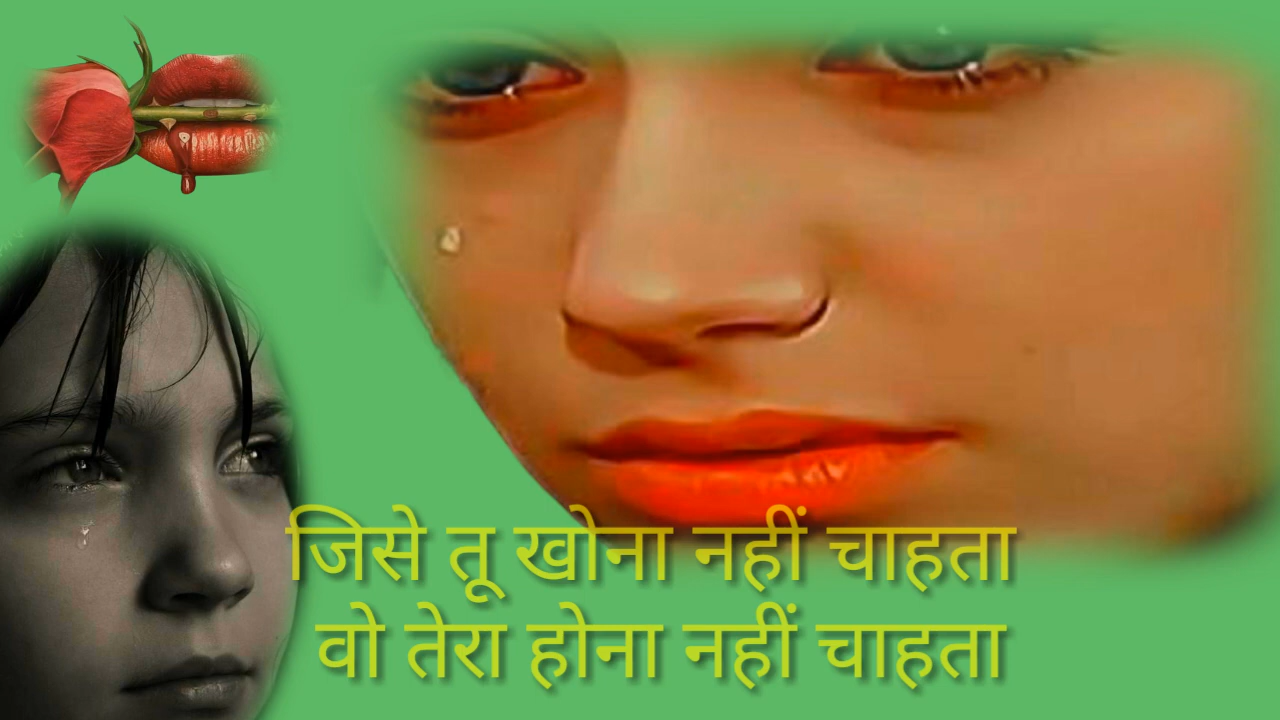 जिसे तू खोना नहीं चाहता
वो तेरा होना नहीं चाहता